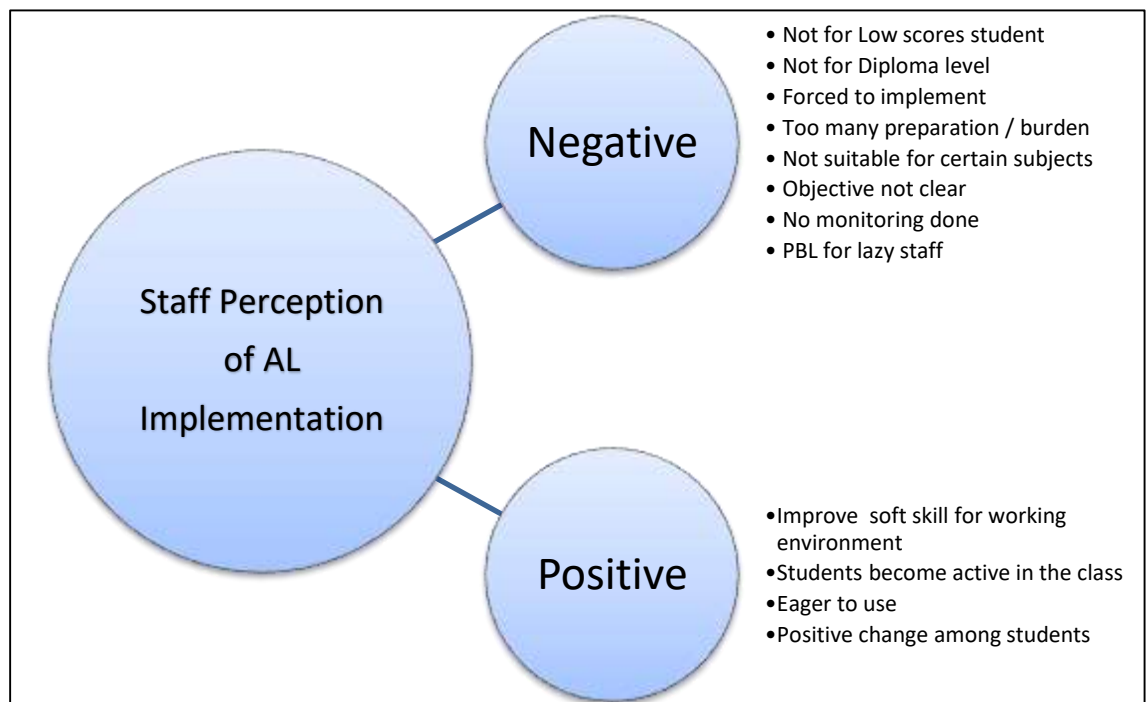 Staff Perception
of AL
Implementation
Negative
• Not for Low scores student
• Not for Diploma level
• Forced to implement
• Too many preparation / burden
• Not suitable for certain subjects
• Objective not clear
• No monitoring done
• PBL for lazy staff
Positive
•Improve soft skill for working
environment
•Students become active in the class
•Eager to use
•Positive change among students